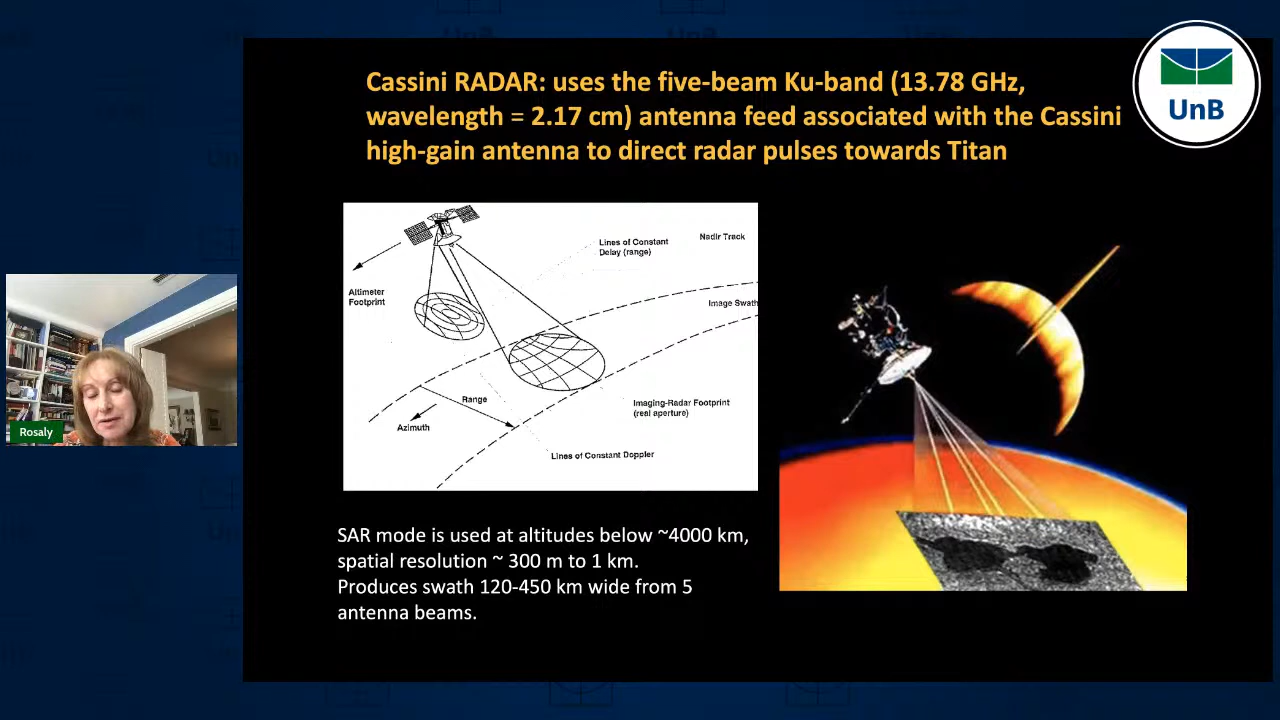 Cassini RADAR: uses the five-beam Ku-band (13.78 GHz,
wavelength = 2.17 cm) antenna feed associated with the Cassini
high-gain antenna to direct radar pulses towards Titan
UnB
Lines of Constant
Delay (range)
Nadir Track
Altimeter
Footprint
Image Swath
Range
Imaging-Radar Footprint
(real aperture)
Azimuth
Lines of Constant Doppler
Rosaly
SAR mode is used at altitudes below ~4000 km,
spatial resolution ~ 300 m to 1 km.
Produces swath 120-450 km wide from 5
antenna beams.